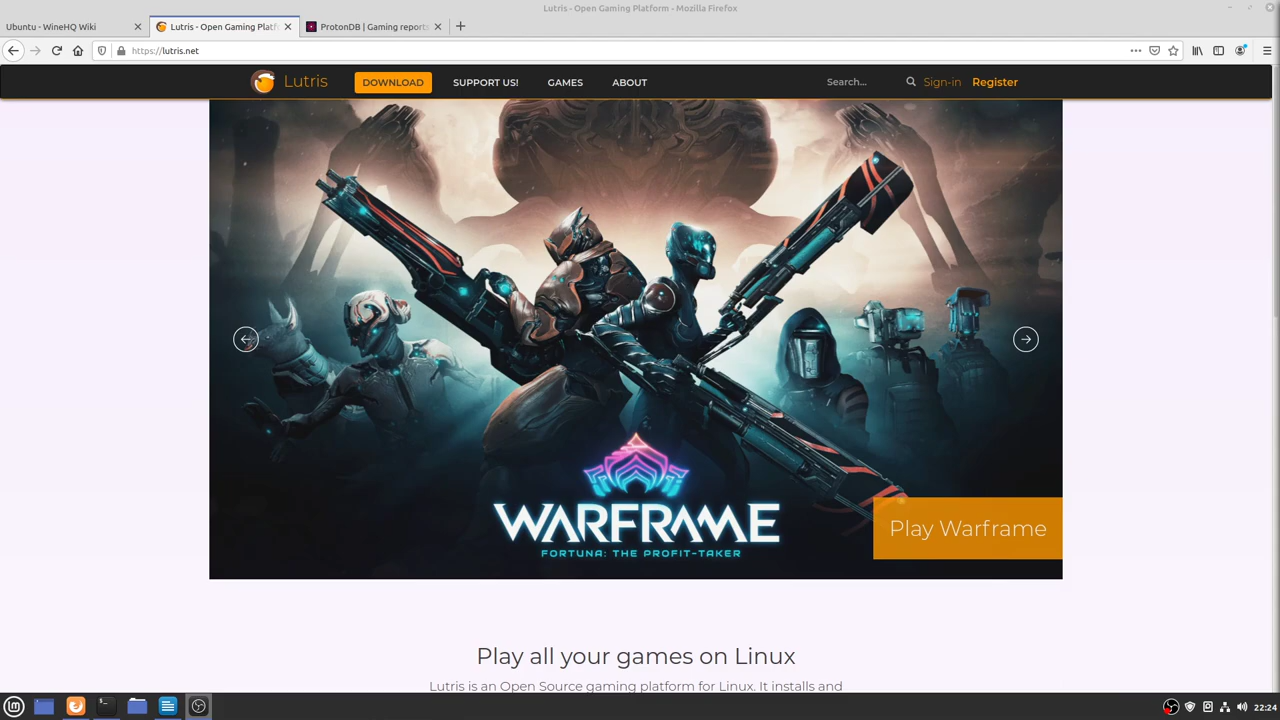 Lutris - Open Gaming Platform - Mozilla Firefox
Ubuntu - WineHQ Wiki
Lutris - Open Gaming Platf
ProtonDB | Gaming reports
https://lutris.net
Lutris
DOWNLOAD
SUPPORT US!
GAMES
ABOUT
Search...
Sign-in
Register
WARFRAME
FORTUNA: THE PROFIT-TAKER
Play Warframe
Play all your games on Linux
Lutris is an Open Source gaming platform for Linux. It installs and
22:24